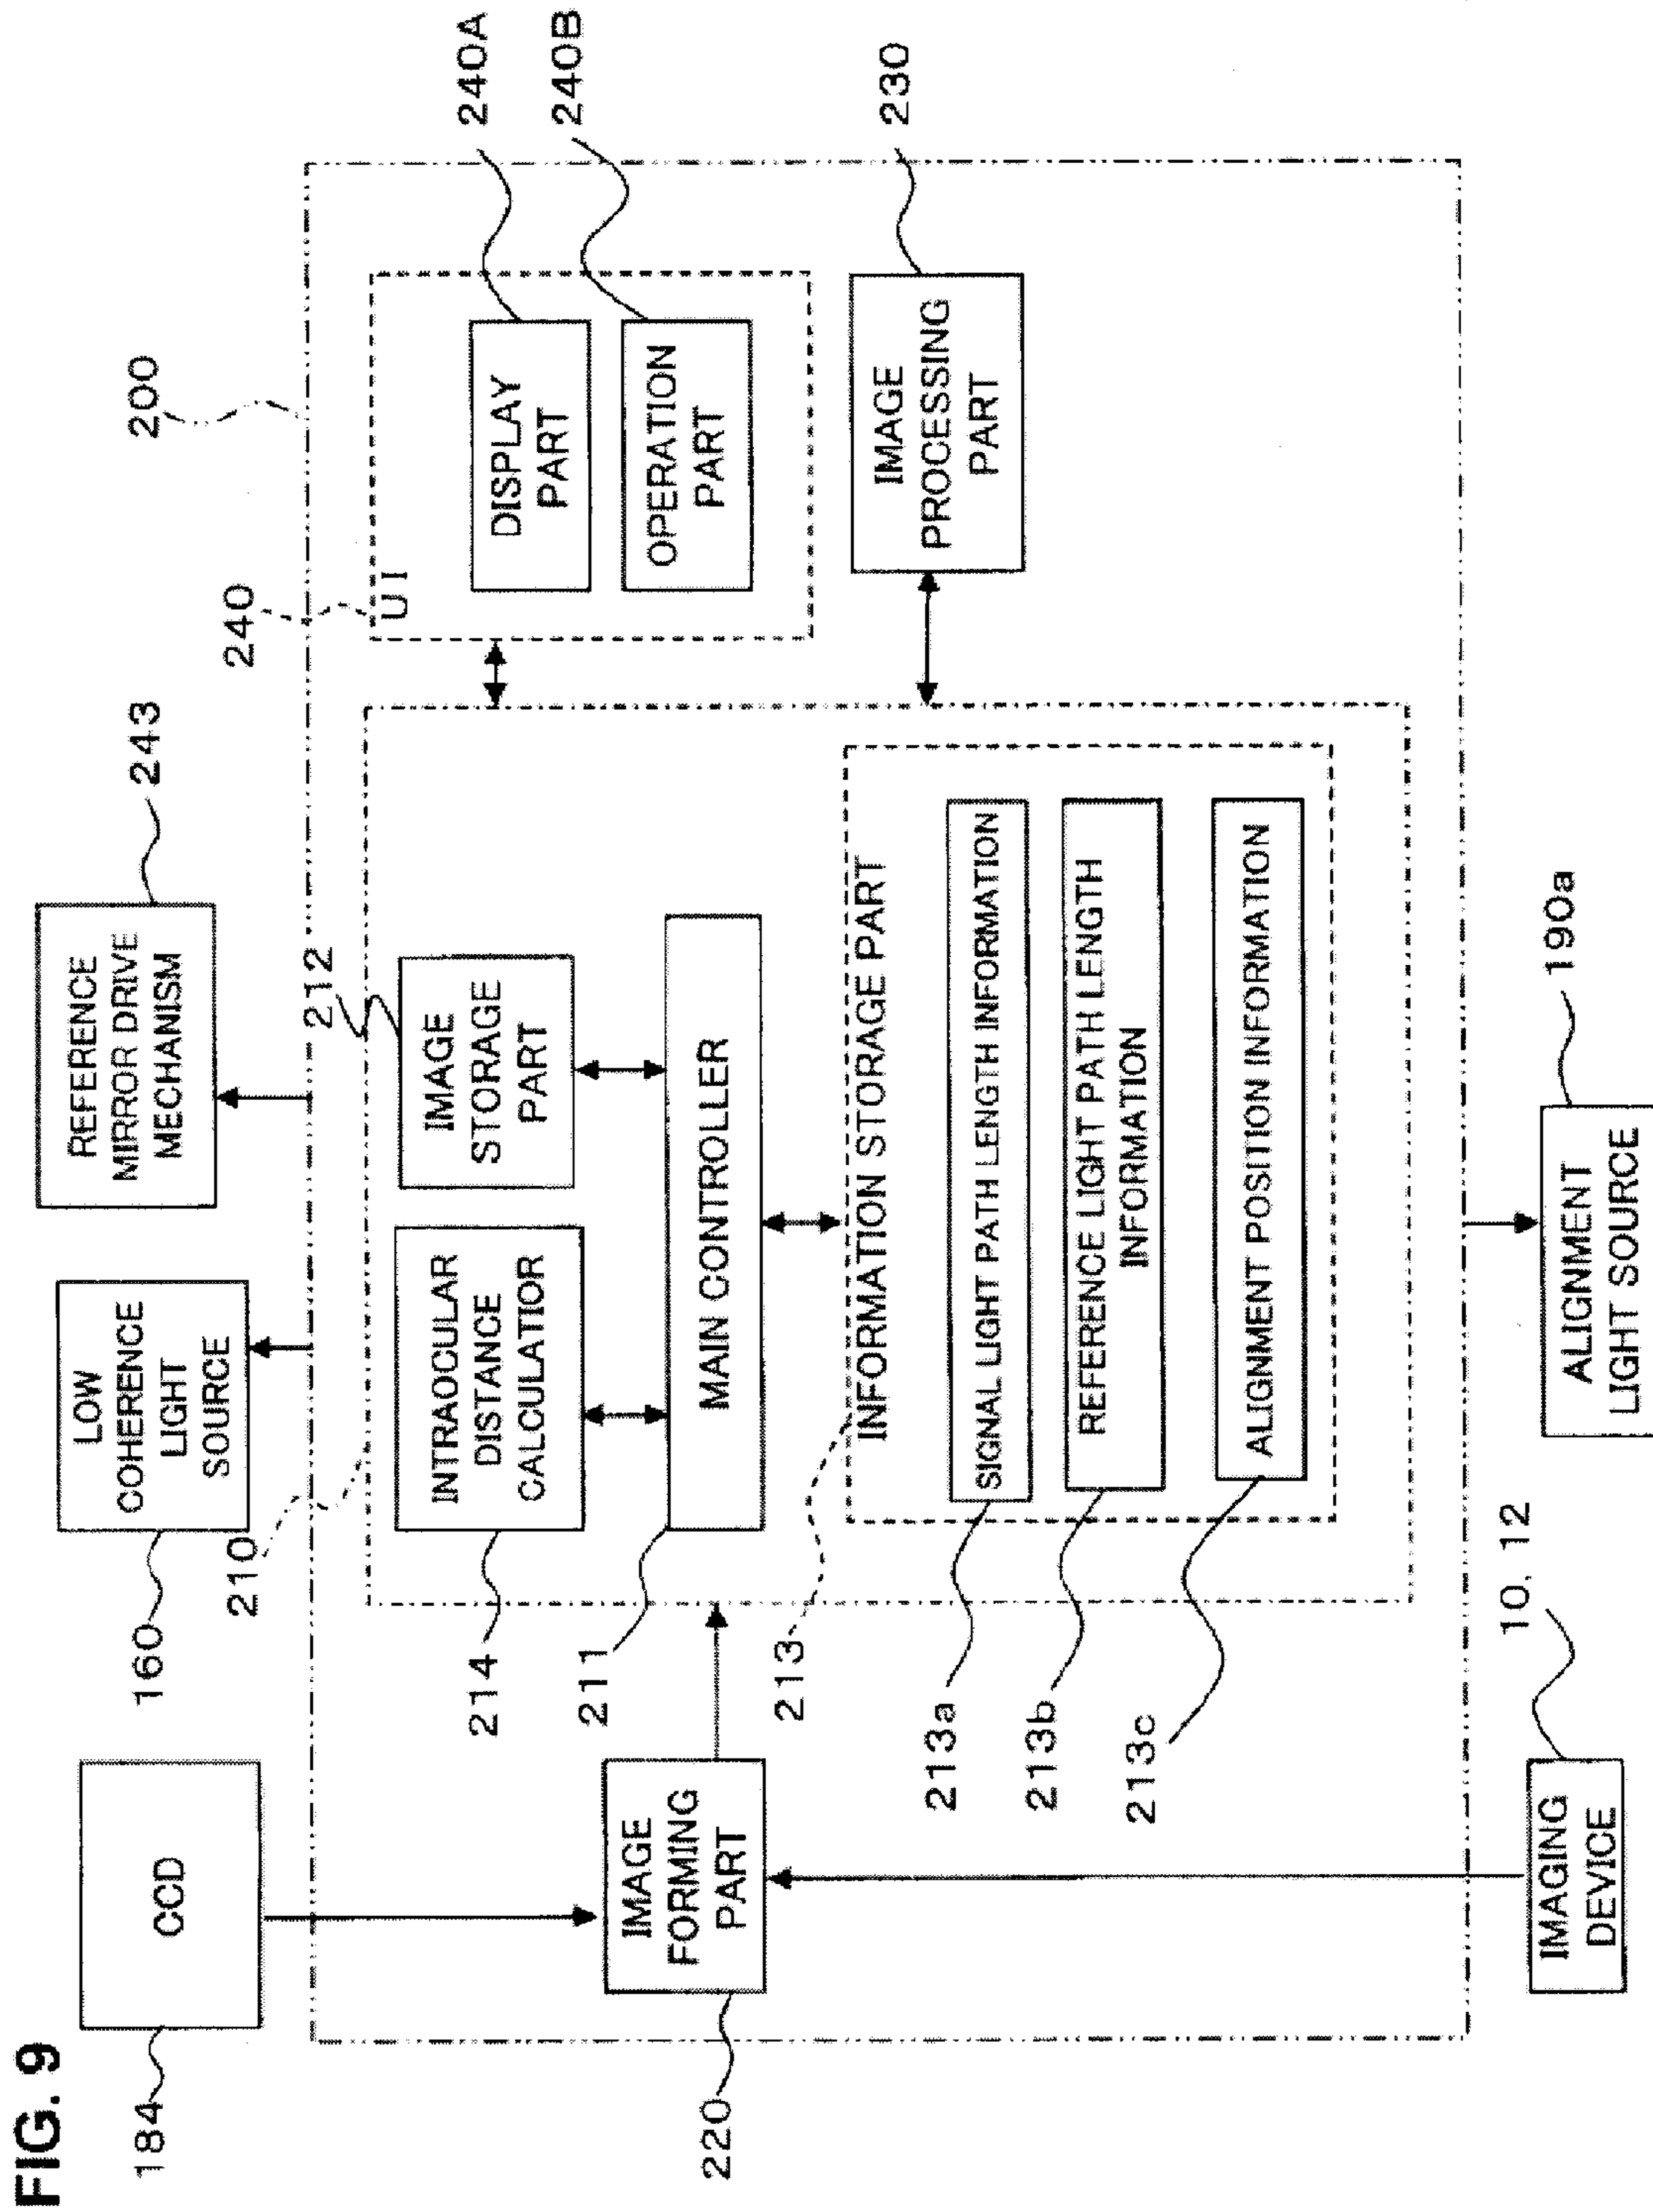 FIG. 9
184
CCD
160
LOW
COHERENCE
LIGHT
SOURCE
REFERENCE
MIRROR DRIVE
MECHANISM
243
200
210
212
240
UI
240A
240B
DISPLAY
PART
OPERATION
PART
IMAGE
PROCESSING
PART
230
214
INTRAOCULAR
DISTANCE
CALCULATIOR
IMAGE
STORAGE
PART
211
MAIN CONTROLLER
220
IMAGE
FORMING
PART
213
INFORMATION STORAGE PART
213a
SIGNAL LIGHT PATH LENGTH INFORMATION
213b
REFERENCE LIGHT PATH LENGTH
INFORMATION
213c
ALIGNMENT POSITION INFORMATION
10, 12
IMAGING
DEVICE
190a
ALIGNMENT
LIGHT SOURCE